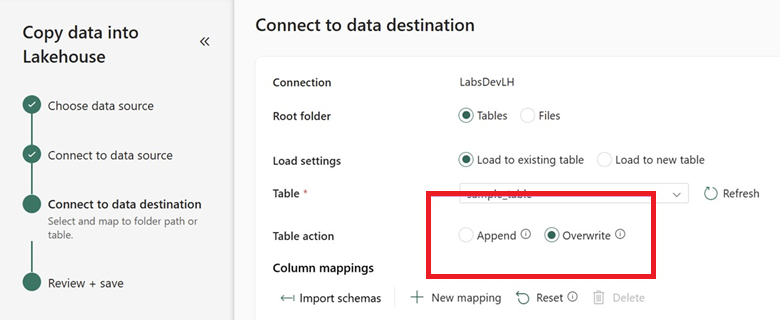 Copy data into
Lakehouse
Choose data source
Connect to data source
Connect to data destination
Select and map to folder path or
table.
Review + save
Connect to data destination
Connection LabsDevLH
Root folder Tables Files
Load settings Load to existing table Load to new table
Table * sample_table Refresh
Table action Append Overwrite
Column mappings
Import schemas New mapping Reset Delete